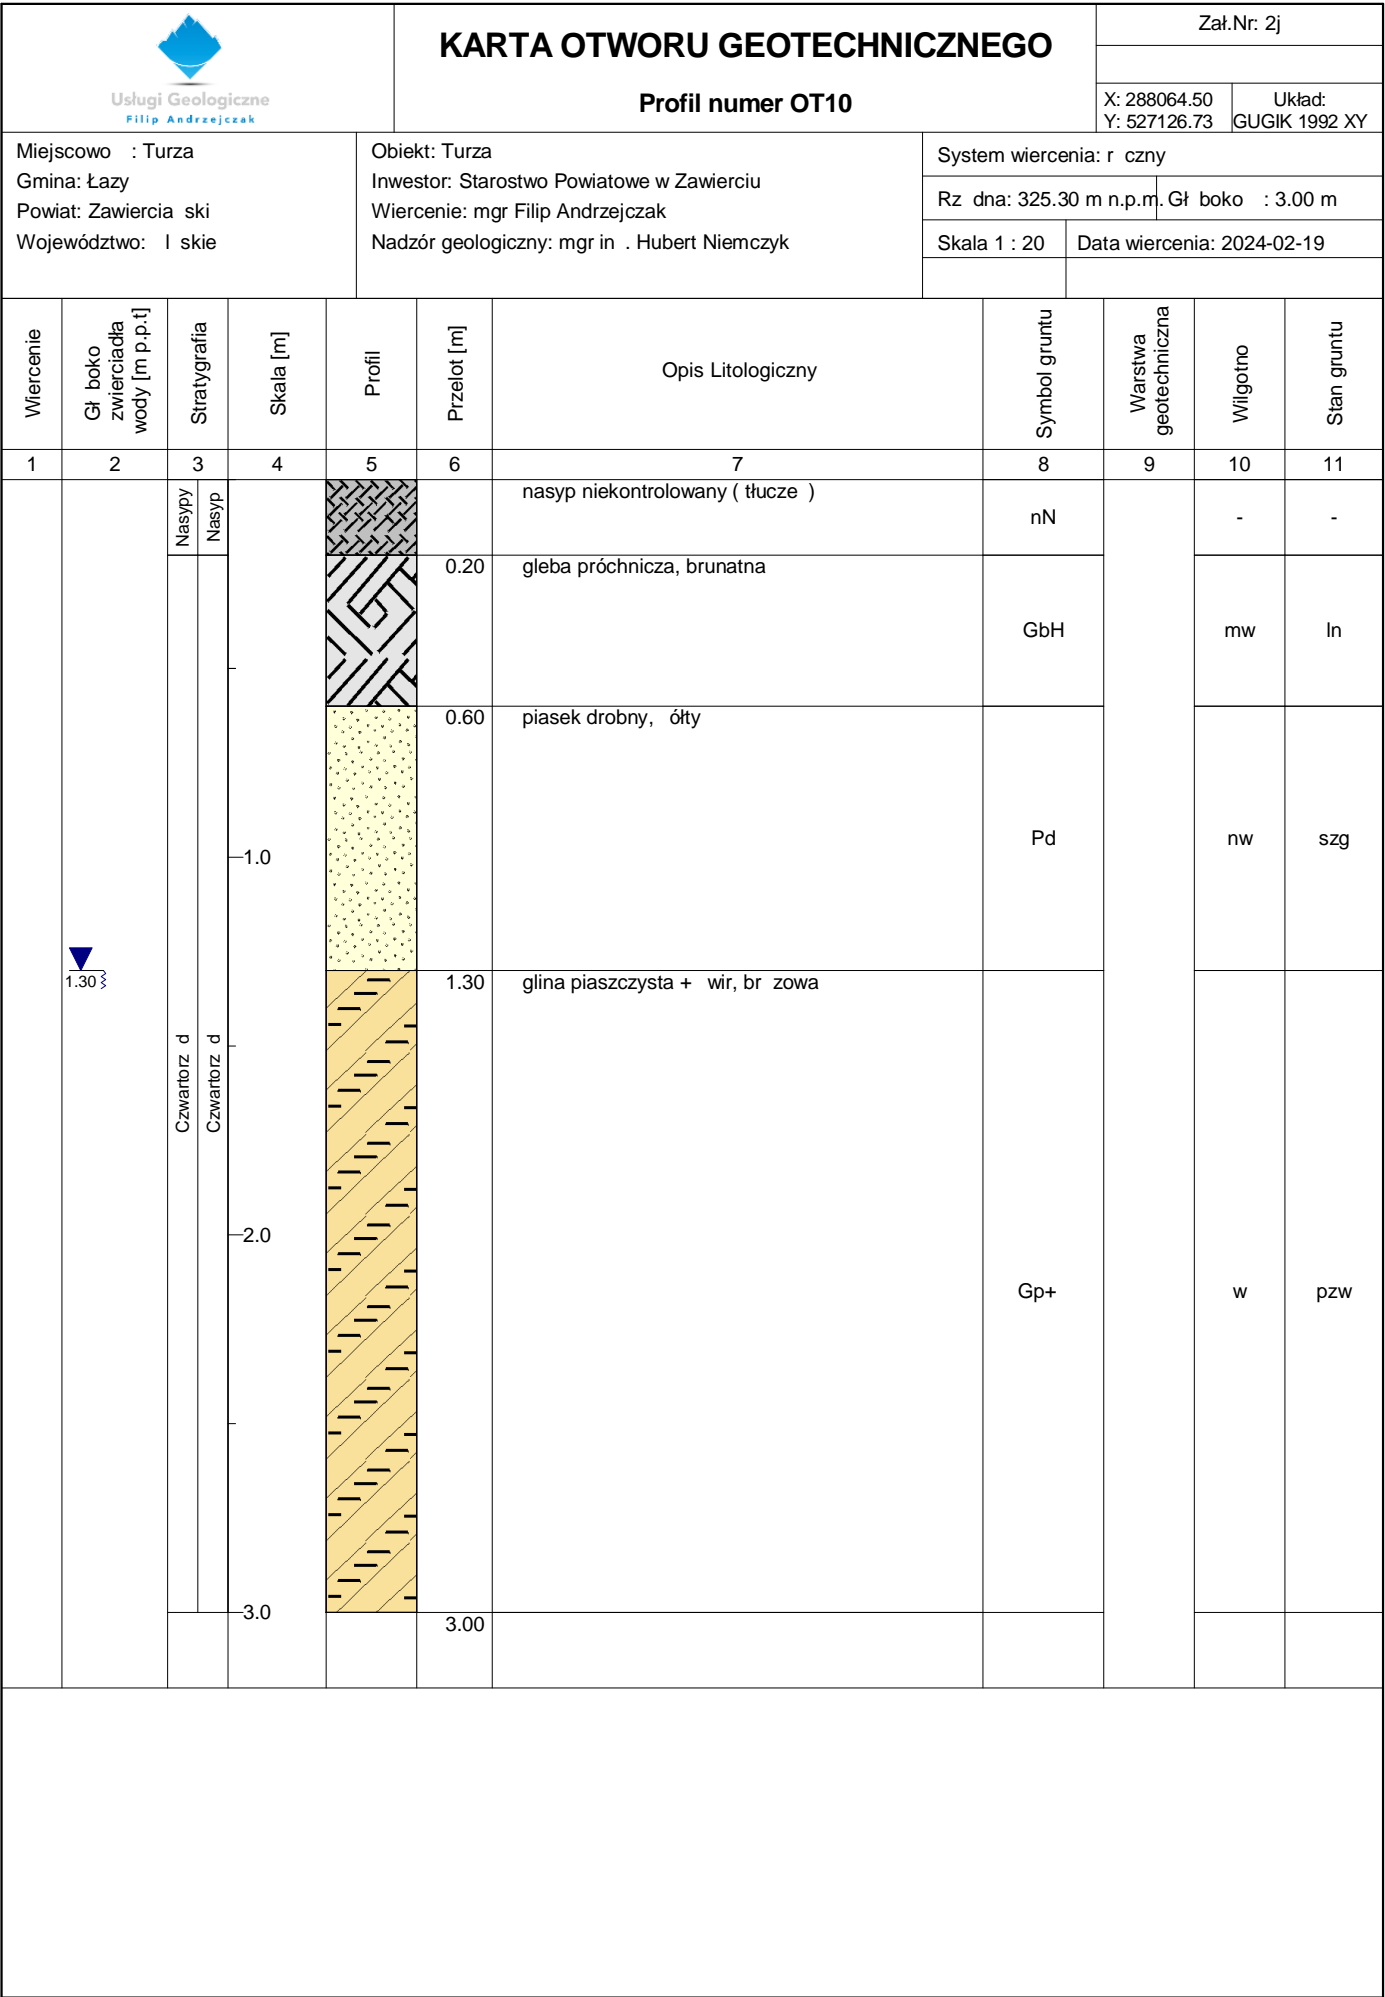 Usługi Geologiczne
Filip Andrzejczak
KARTA OTWORU GEOTECHNICZNEGO
Profil numer OT10
Zał.Nr: 2j
X: 288064.50
Y: 527126.73
Układ:
GUGIK 1992 XY
Miejscowo : Turza
Gmina: Łazy
Powiat: Zawiercia ski
Województwo: l skie
Obiekt: Turza
Inwestor: Starostwo Powiatowe w Zawierciu
Wiercenie: mgr Filip Andrzejczak
Nadzór geologiczny: mgr in . Hubert Niemczyk
System wiercenia: r czny
Rz dna: 325.30 m n.p.m. Gł boko : 3.00 m
Skala 1 : 20 Data wiercenia: 2024-02-19
Wiercenie
Gł boko
zwierciadła
wody [m p.p.t]
Stratygrafia
Skala [m]
Profil
Przelot [m]
Opis Litologiczny
Symbol gruntu
Warstwa
geotechniczna
Wilgotno
Stan gruntu
1 2 3 4 5 6 7 8 9 10 11
Nasypy
Nasyp
nasyp niekontrolowany ( tłucze )
nN - -
0.20 gleba próchnicza, brunatna
GbH mw ln
0.60 piasek drobny, ółty
1.0
Pd nw szg
1.30
1.30 glina piaszczysta + wir, br zowa
Czwartorz d
Czwartorz d
2.0
Gp+ w pzw
3.0
3.00